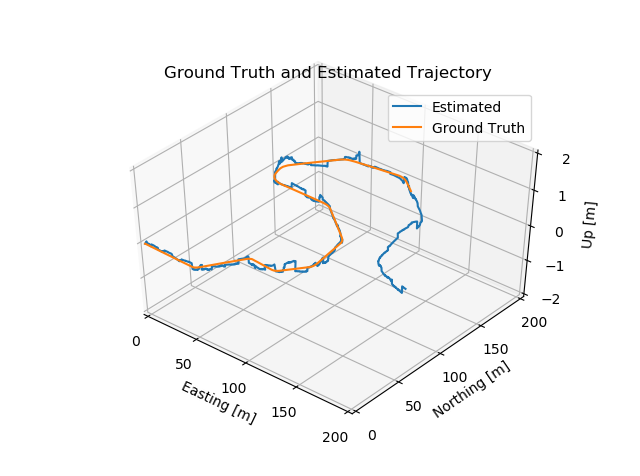 Ground Truth and Estimated Trajectory
Estimated
Ground Truth
2
1
0
−1
−2
Up [m]
0
50
100
150
200
Easting [m]
0
50
100
150
200
Northing [m]